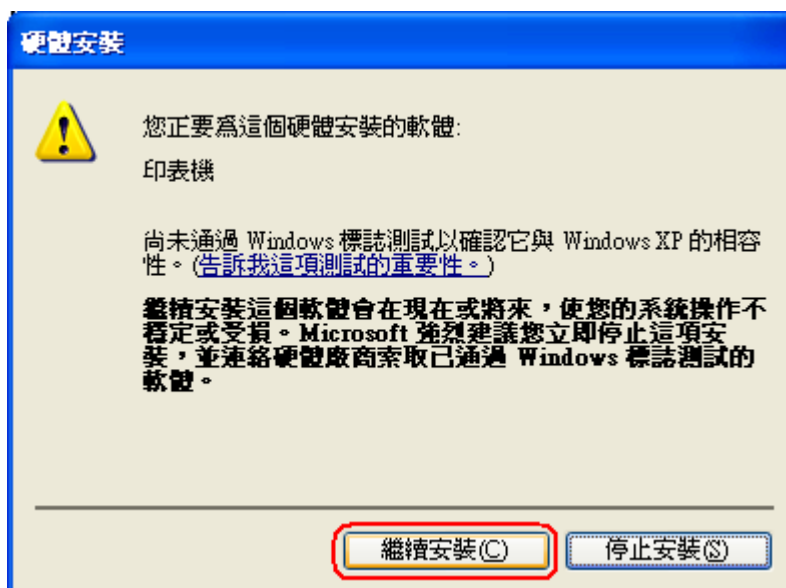 硬體安裝
您正要為這個硬體安裝的軟體:
印表機
尚未通過 Windows 標誌測試以確認它與 Windows XP 的相容
性。(告訴我這項測試的重要性。)
繼續安裝這個軟體會在現在或將來，使您的系統操作不
穩定或受損。Microsoft 強烈建議您立即停止這項安
裝，並連絡硬體廠商索取已通過 Windows 標誌測試的
軟體。
繼續安裝(C) 停止安裝(S)